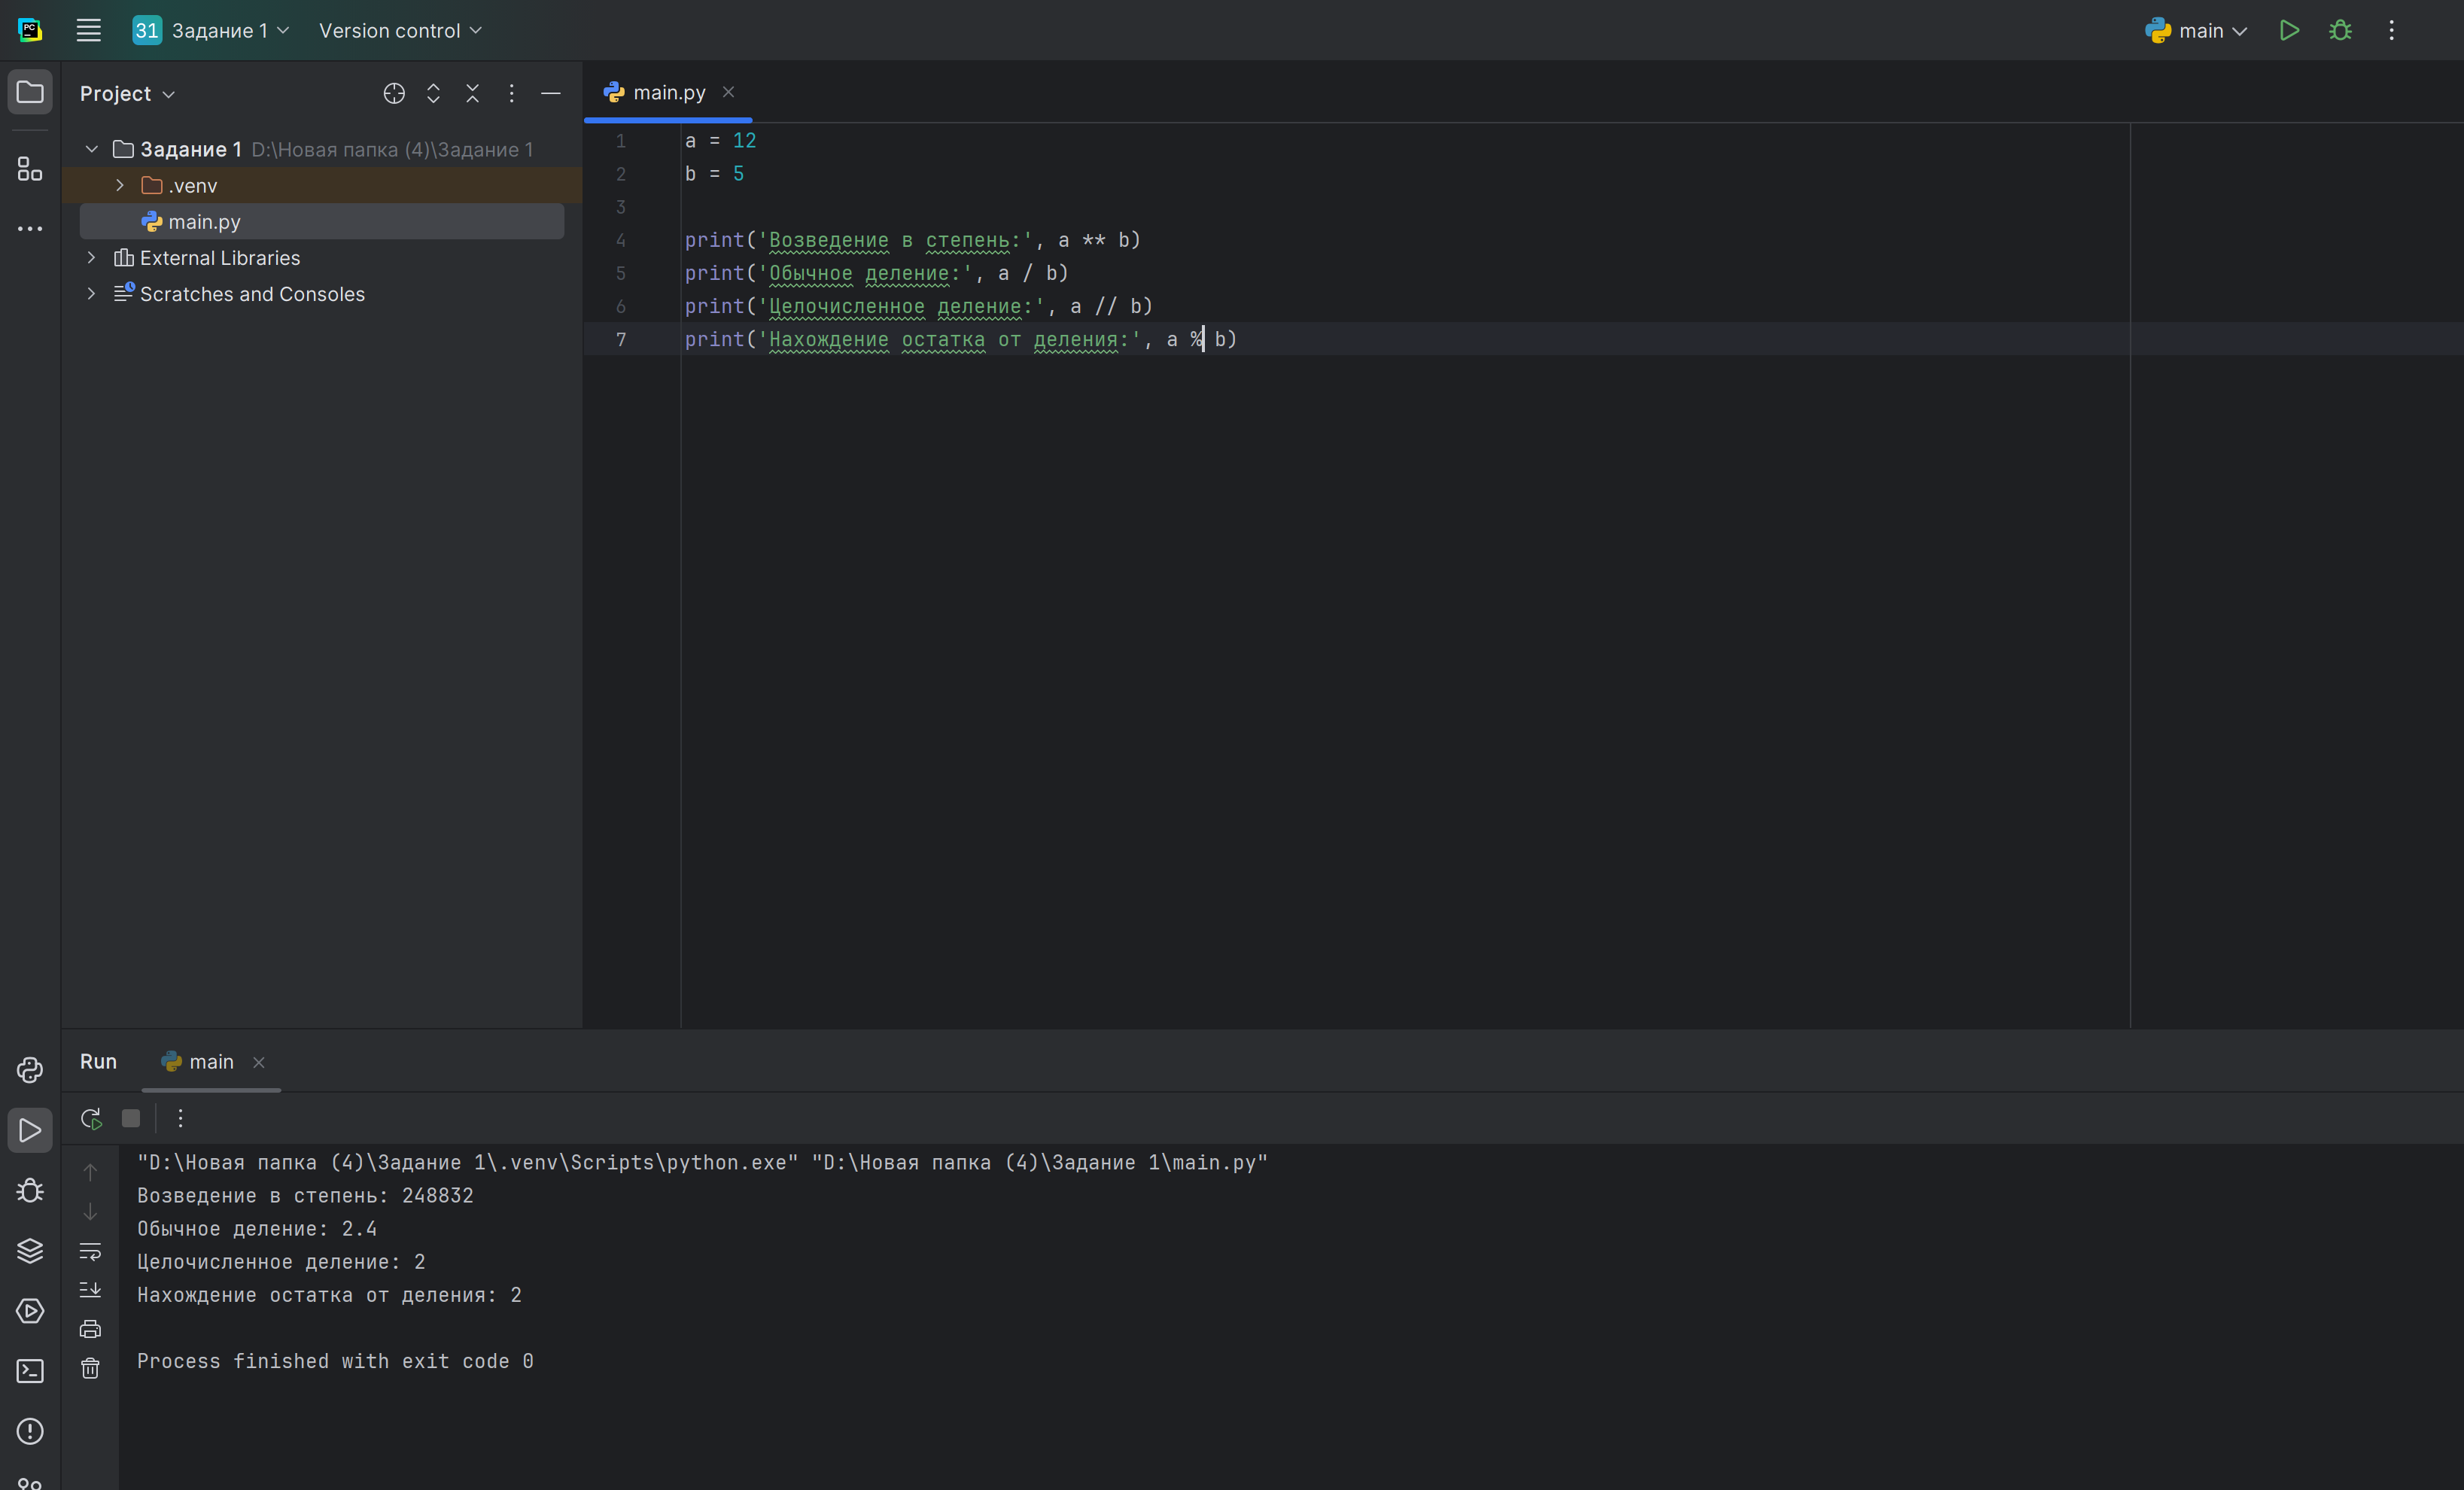 PC
31 Задание 1 Version control main
Project
Задание 1 D:\Новая папка (4)\Задание 1
.venv
main.py
External Libraries
Scratches and Consoles
main.py
1 a = 12
2 b = 5
3
4 print('Возведение в степень:', a ** b)
5 print('Обычное деление:', a / b)
6 print('Целочисленное деление:', a // b)
7 print('Нахождение остатка от деления:', a % b)
Run main
"D:\Новая папка (4)\Задание 1\.venv\Scripts\python.exe" "D:\Новая папка (4)\Задание 1\main.py"
Возведение в степень: 248832
Обычное деление: 2.4
Целочисленное деление: 2
Нахождение остатка от деления: 2
Process finished with exit code 0